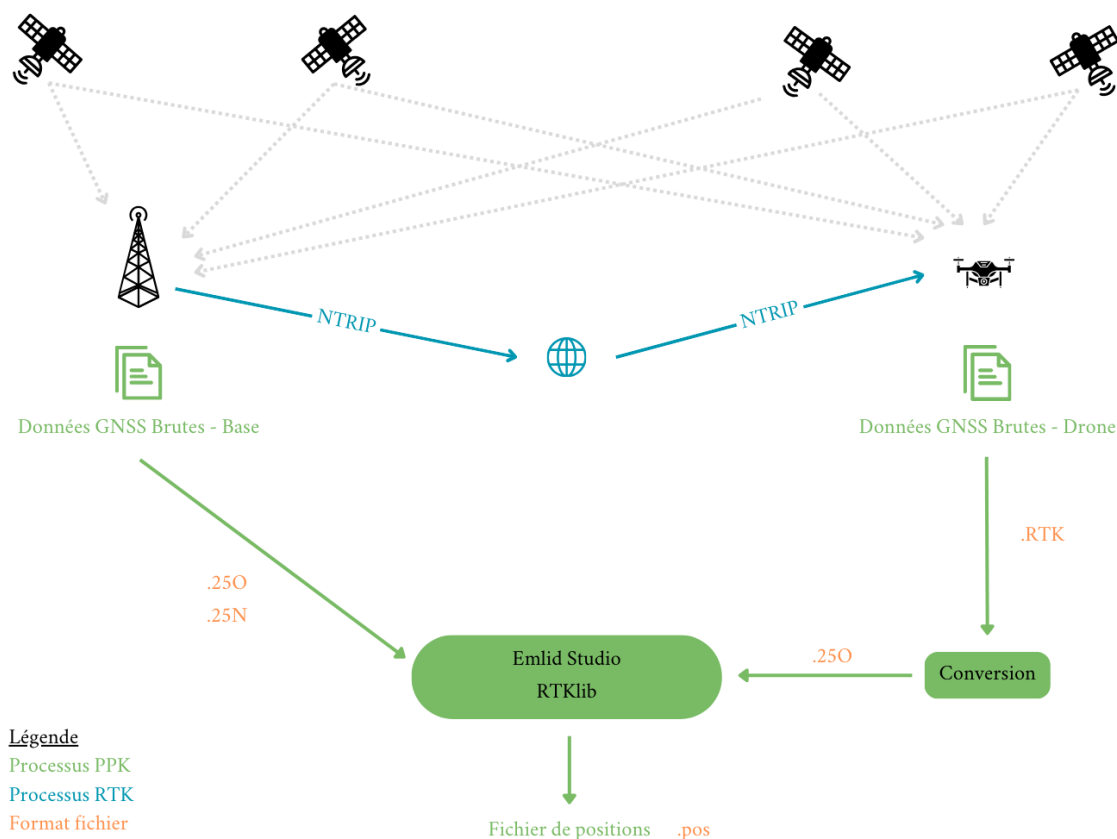 NTRIP
NTRIP
Données GNSS Brutes - Base
Données GNSS Brutes - Drone
.RTK
.25O
.25N
Emlid Studio
RTKlib
.25O
Conversion
Légende
Processus PPK
Processus RTK
Format fichier
Fichier de positions .pos